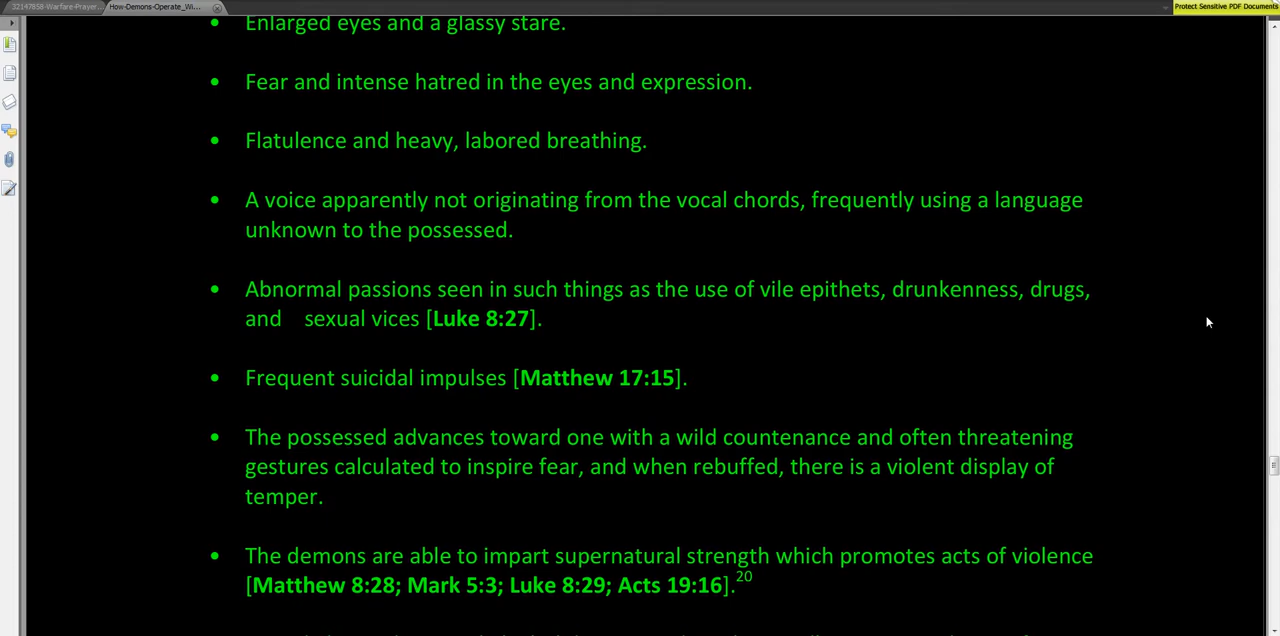 32147858-Warfare-Prayer...
How-Demons-Operate_Wi...
Protect Sensitive PDF Documents
• Enlarged eyes and a glassy stare.
• Fear and intense hatred in the eyes and expression.
• Flatulence and heavy, labored breathing.
• A voice apparently not originating from the vocal chords, frequently using a language
unknown to the possessed.
• Abnormal passions seen in such things as the use of vile epithets, drunkenness, drugs,
and sexual vices [Luke 8:27].
• Frequent suicidal impulses [Matthew 17:15].
• The possessed advances toward one with a wild countenance and often threatening
gestures calculated to inspire fear, and when rebuffed, there is a violent display of
temper.
• The demons are able to impart supernatural strength which promotes acts of violence
[Matthew 8:28; Mark 5:3; Luke 8:29; Acts 19:16].20